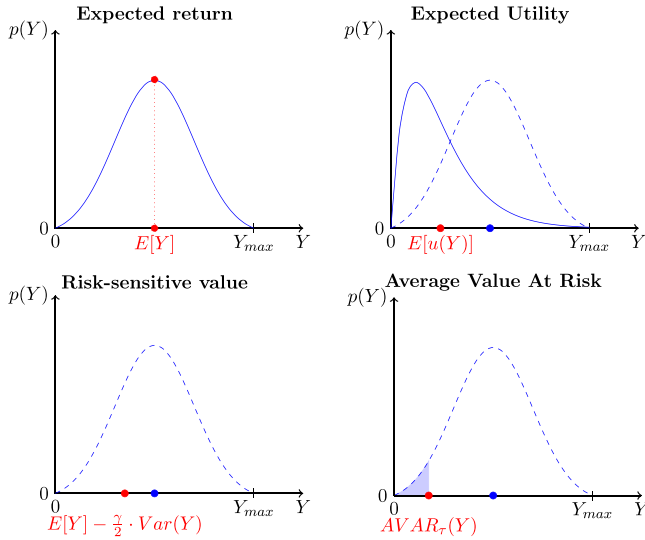 Expected return
p(Y)
0
0
E[Y]
Y_max
Y
Expected Utility
p(Y)
0
0
E[u(Y)]
Y_max
Y
Risk-sensitive value
p(Y)
0
0
Y_max
Y
E[Y] − γ/2 · Var(Y)
Average Value At Risk
p(Y)
0
0
Y_max
Y
AVAR_τ(Y)